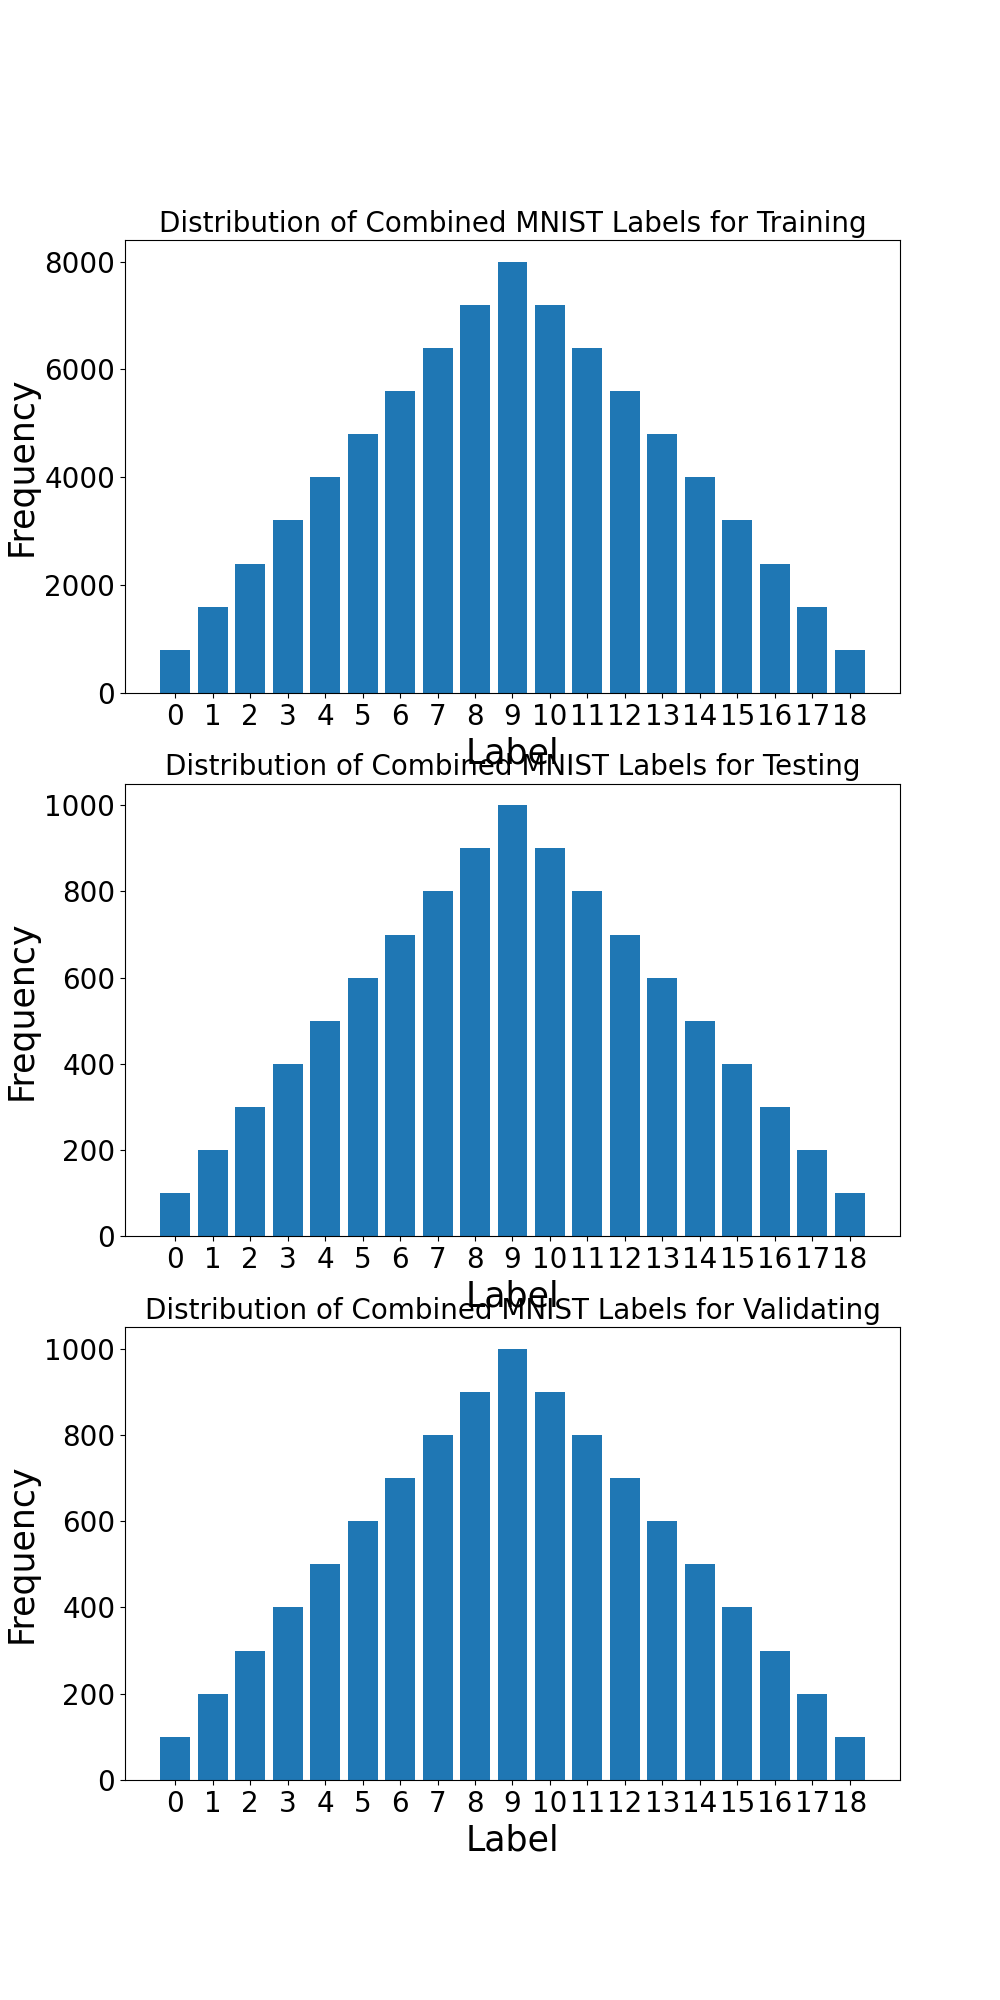 Distribution of Combined MNIST Labels for Training
8000
6000
4000
2000
0
Frequency
0 1 2 3 4 5 6 7 8 9 10 11 12 13 14 15 16 17 18
Label
Distribution of Combined MNIST Labels for Testing
1000
800
600
400
200
0
Frequency
0 1 2 3 4 5 6 7 8 9 10 11 12 13 14 15 16 17 18
Label
Distribution of Combined MNIST Labels for Validating
1000
800
600
400
200
0
Frequency
0 1 2 3 4 5 6 7 8 9 10 11 12 13 14 15 16 17 18
Label